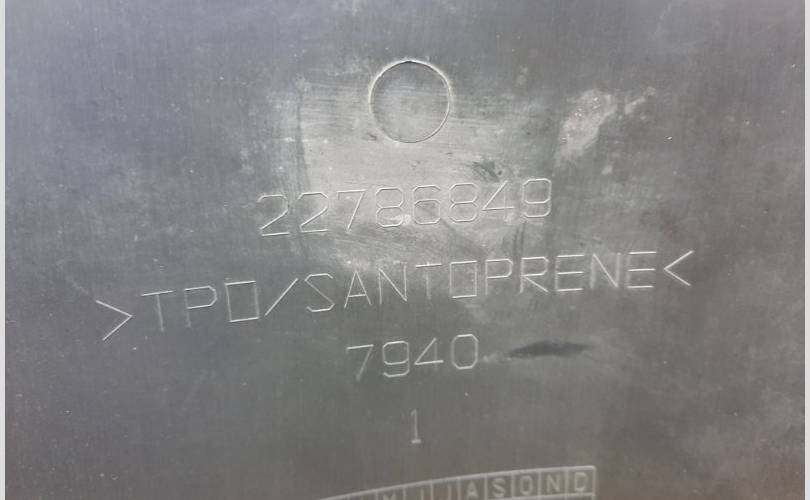 22786849
>TPO/SANTOPRENE<
7940
1
M J J A S O N D